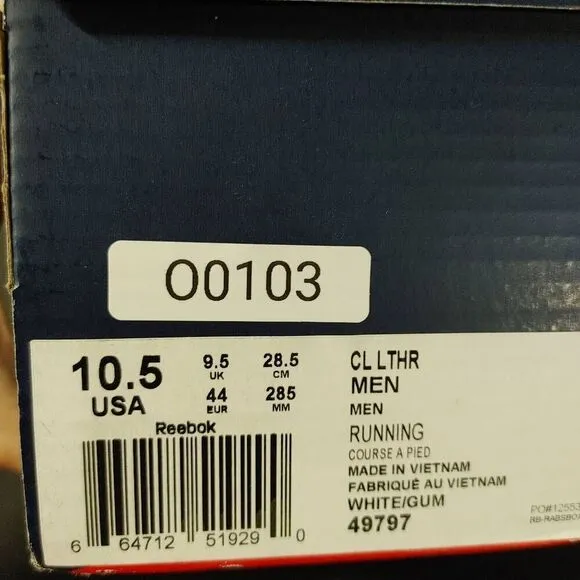 O0103
10.5
USA
9.5
UK
28.5
CM
44
EUR
285
MM
Reebok
6 64712 51929 0
CL LTHR
MEN
MEN
RUNNING
COURSE A PIED
MADE IN VIETNAM
FABRIQUÉ AU VIETNAM
WHITE/GUM
49797